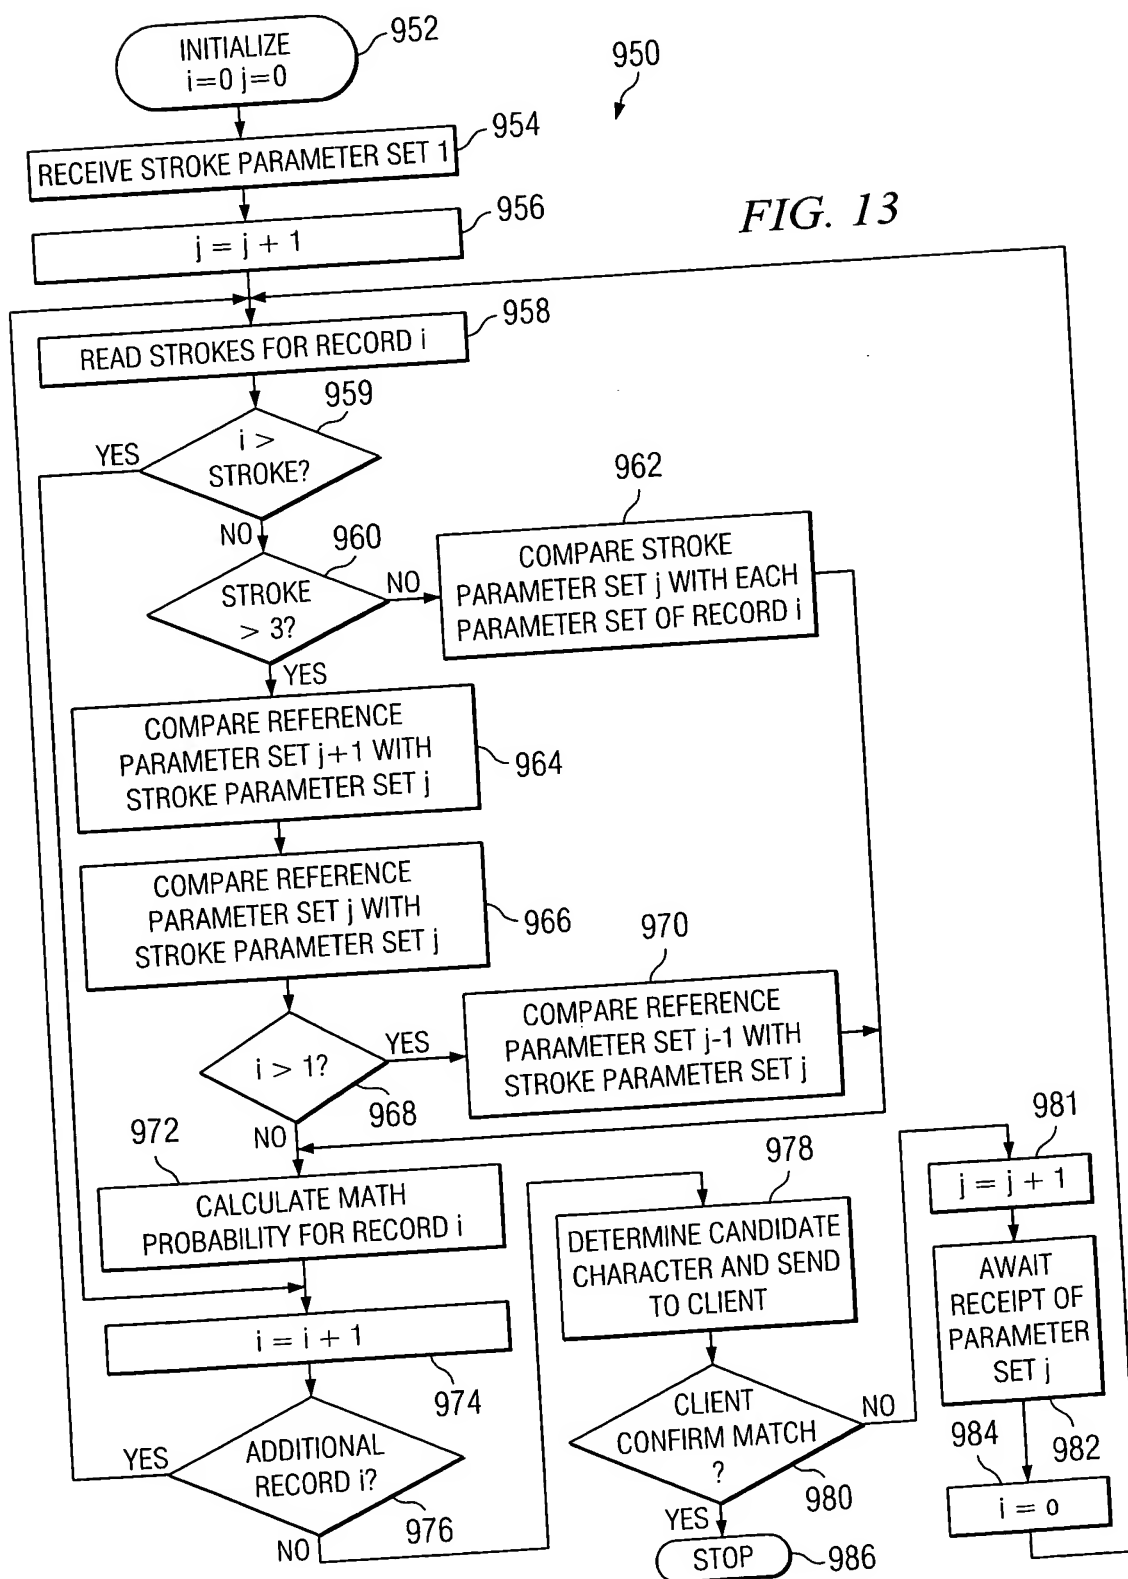 INITIALIZE
i=0 j=0
952
950
RECEIVE STROKE PARAMETER SET 1
954
j = j + 1
956
FIG. 13
READ STROKES FOR RECORD i
958
i >
STROKE?
959
YES
NO
STROKE
> 3?
960
NO
YES
COMPARE STROKE
PARAMETER SET j WITH EACH
PARAMETER SET OF RECORD i
962
COMPARE REFERENCE
PARAMETER SET j+1 WITH
STROKE PARAMETER SET j
964
COMPARE REFERENCE
PARAMETER SET j WITH
STROKE PARAMETER SET j
966
i > 1?
968
YES
NO
COMPARE REFERENCE
PARAMETER SET j-1 WITH
STROKE PARAMETER SET j
970
CALCULATE MATH
PROBABILITY FOR RECORD i
972
i = i + 1
974
ADDITIONAL
RECORD i?
976
YES
NO
DETERMINE CANDIDATE
CHARACTER AND SEND
TO CLIENT
978
CLIENT
CONFIRM MATCH
?
980
NO
YES
STOP
986
j = j + 1
981
AWAIT
RECEIPT OF
PARAMETER
SET j
982
i = o
984